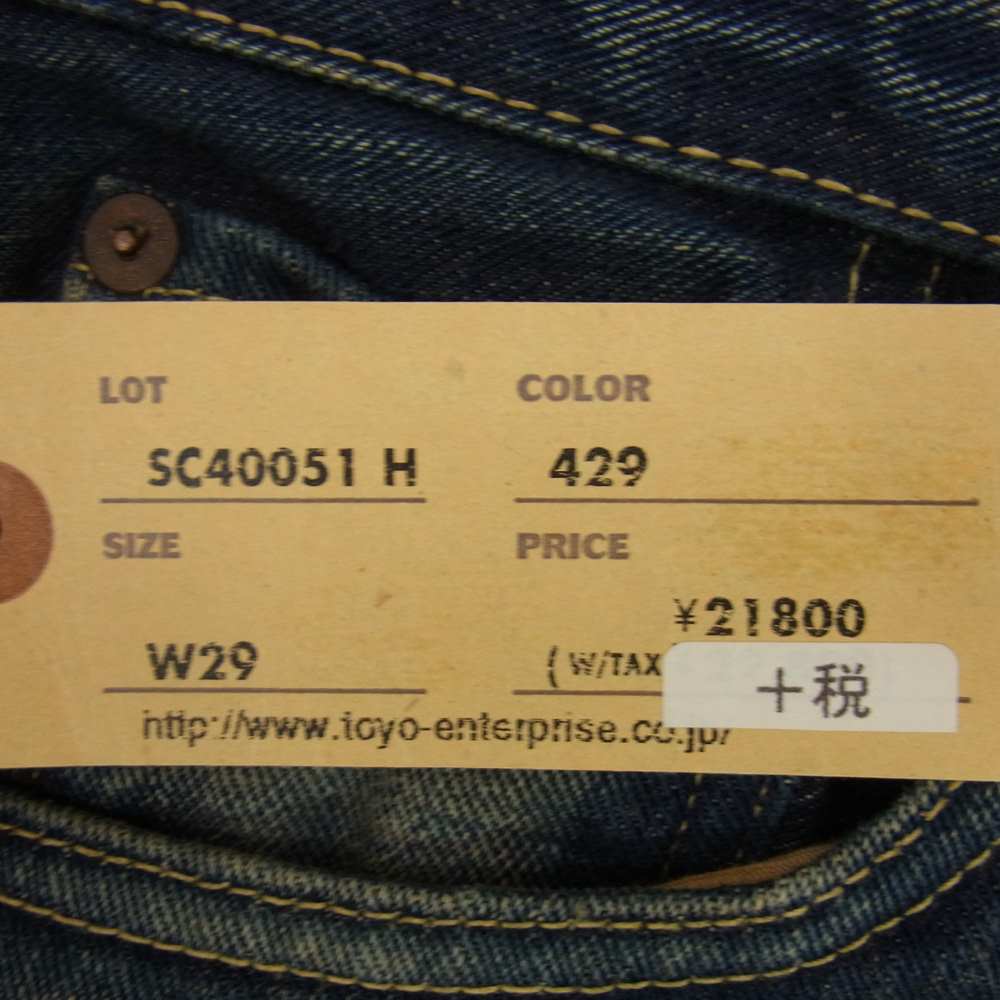 LOT COLOR
SC40051 H 429
SIZE PRICE
¥21800
W29 ( W/TAX
+税
http://www.toyo-enterprise.co.jp/